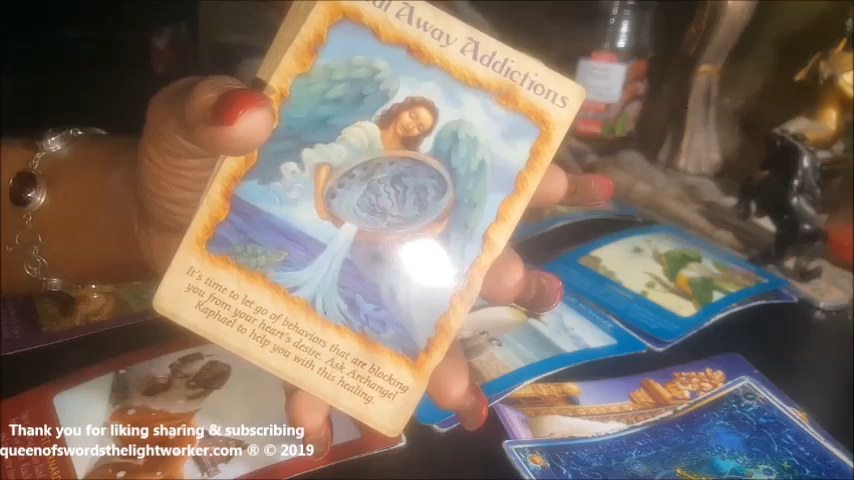 Away Addictions
It's time to let go of behaviors that are blocking
you from your heart's desire. Ask Archangel
Raphael to help you with this healing.
Thank you for liking sharing & subscribing
queenofswordsthelightworker.com ® © 2019